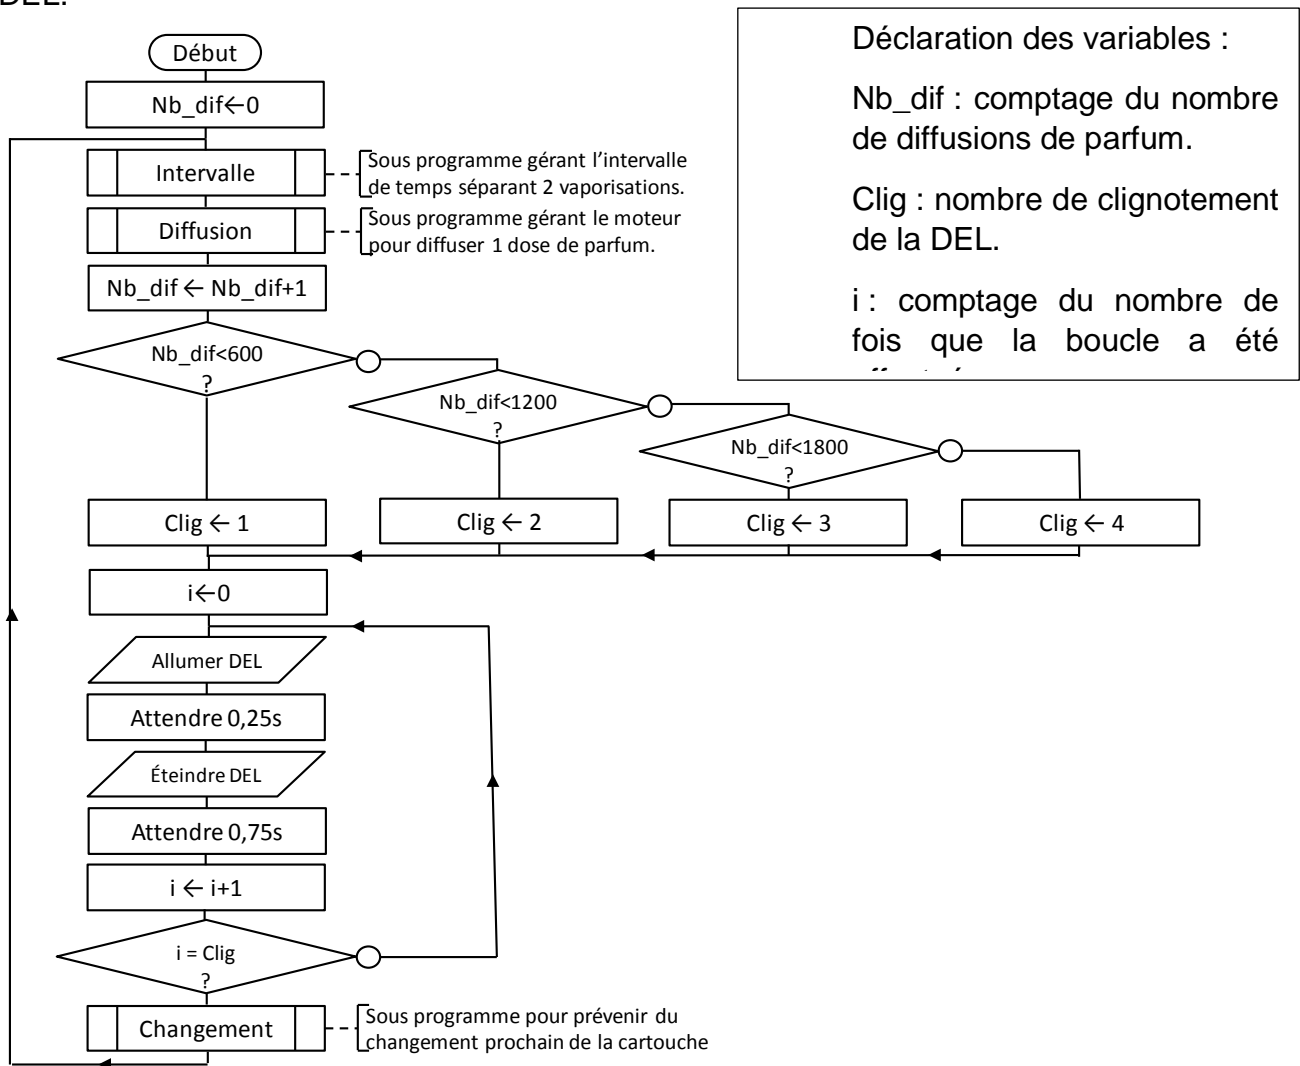 DEL.
Début
Nb_dif←0
Intervalle
Sous programme gérant l'intervalle
de temps séparant 2 vaporisations.
Diffusion
Sous programme gérant le moteur
pour diffuser 1 dose de parfum.
Nb_dif ← Nb_dif+1
Nb_dif<600
?
Nb_dif<1200
?
Nb_dif<1800
?
Clig ← 1
Clig ← 2
Clig ← 3
Clig ← 4
i←0
Allumer DEL
Attendre 0,25s
Éteindre DEL
Attendre 0,75s
i ← i+1
i = Clig
?
Changement
Sous programme pour prévenir du
changement prochain de la cartouche
Déclaration des variables :
Nb_dif : comptage du nombre
de diffusions de parfum.
Clig : nombre de clignotement
de la DEL.
i : comptage du nombre de
fois que la boucle a été